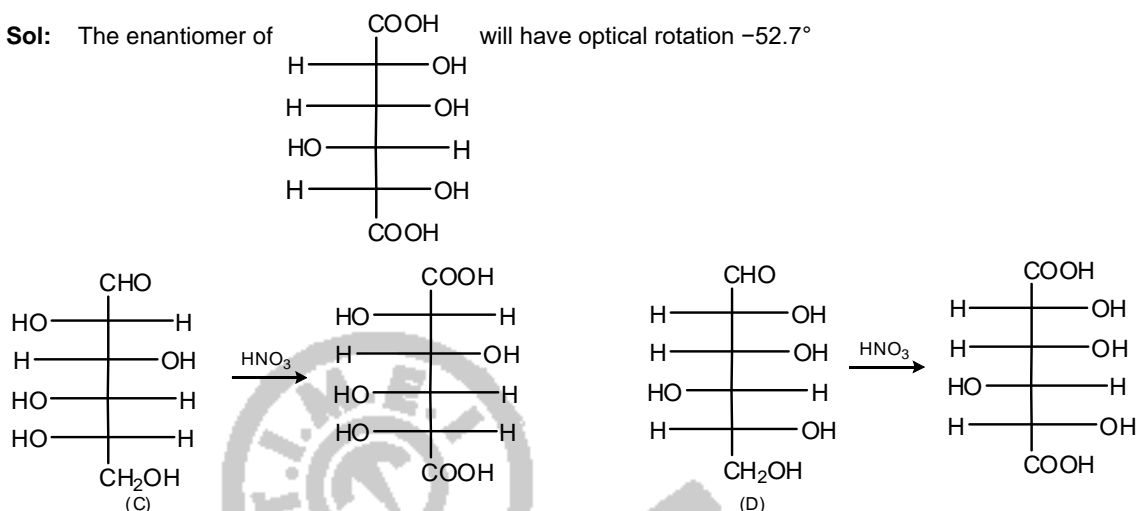 Sol: The enantiomer of COOH will have optical rotation −52.7°
H OH
H OH
HO H
H OH
COOH
CHO
HO H
H OH
HO H
HO H
CH2OH
(C)
HNO3
COOH
HO H
H OH
HO H
HO H
COOH
CHO
H OH
H OH
HO H
H OH
CH2OH
(D)
HNO3
COOH
H OH
H OH
HO H
H OH
COOH
T.I.M.E.